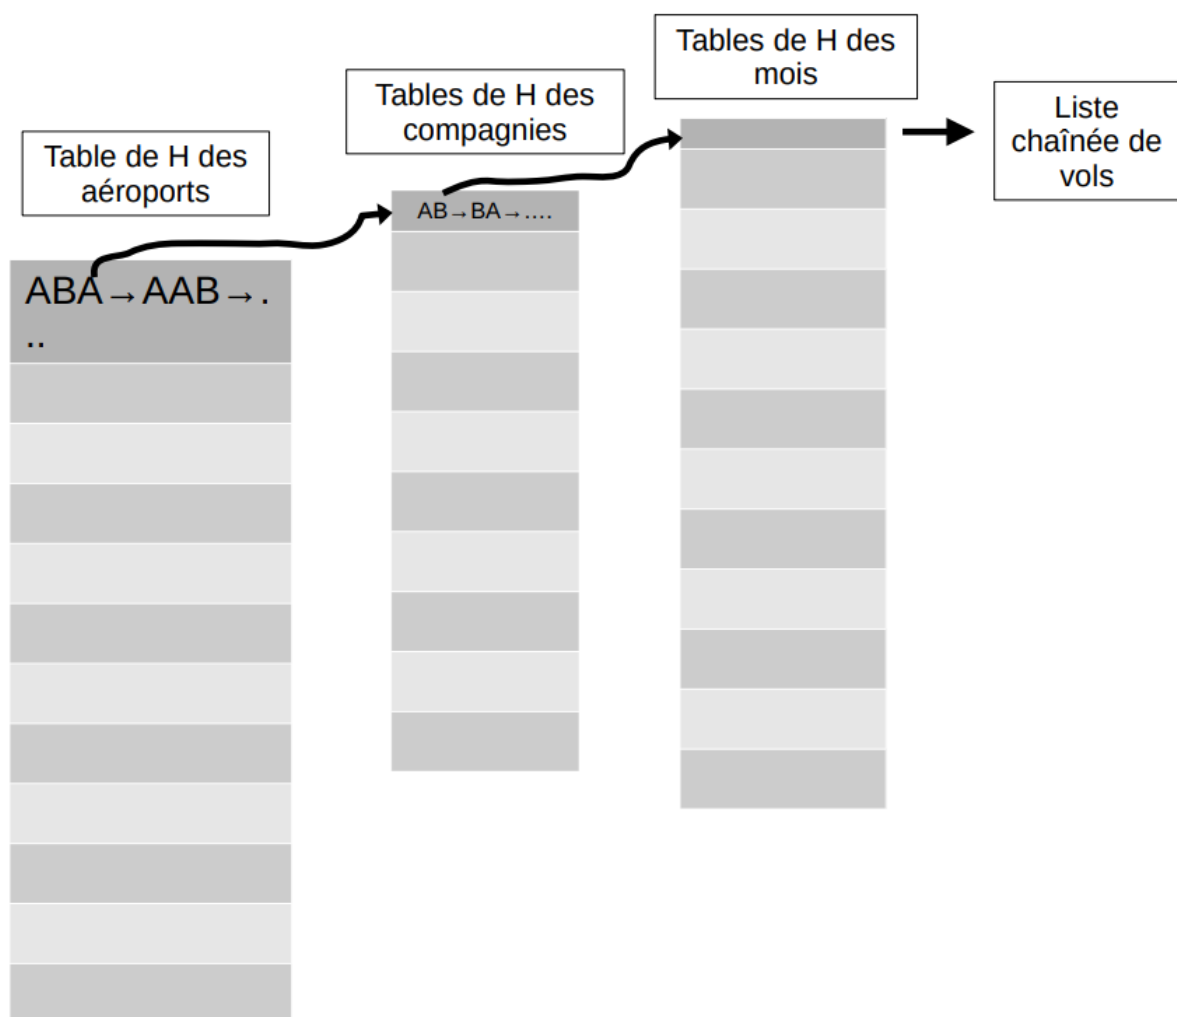 Table de H des
aéroports
ABA→AAB→.
..
Tables de H des
compagnies
AB→BA→....
Tables de H des
mois
Liste
chaînée de
vols